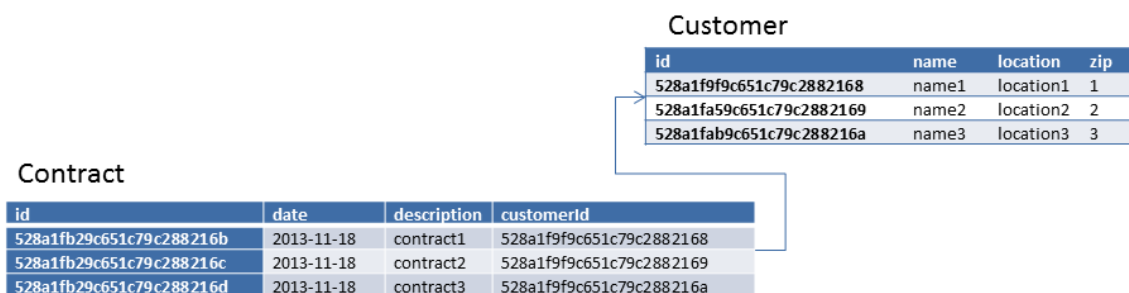 Customer
id name location zip
528a1f9f9c651c79c2882168 name1 location1 1
528a1fa59c651c79c2882169 name2 location2 2
528a1fab9c651c79c288216a name3 location3 3
Contract
id date description customerId
528a1fb29c651c79c288216b 2013-11-18 contract1 528a1f9f9c651c79c2882168
528a1fb29c651c79c288216c 2013-11-18 contract2 528a1f9f9c651c79c2882169
528a1fb29c651c79c288216d 2013-11-18 contract3 528a1f9f9c651c79c288216a